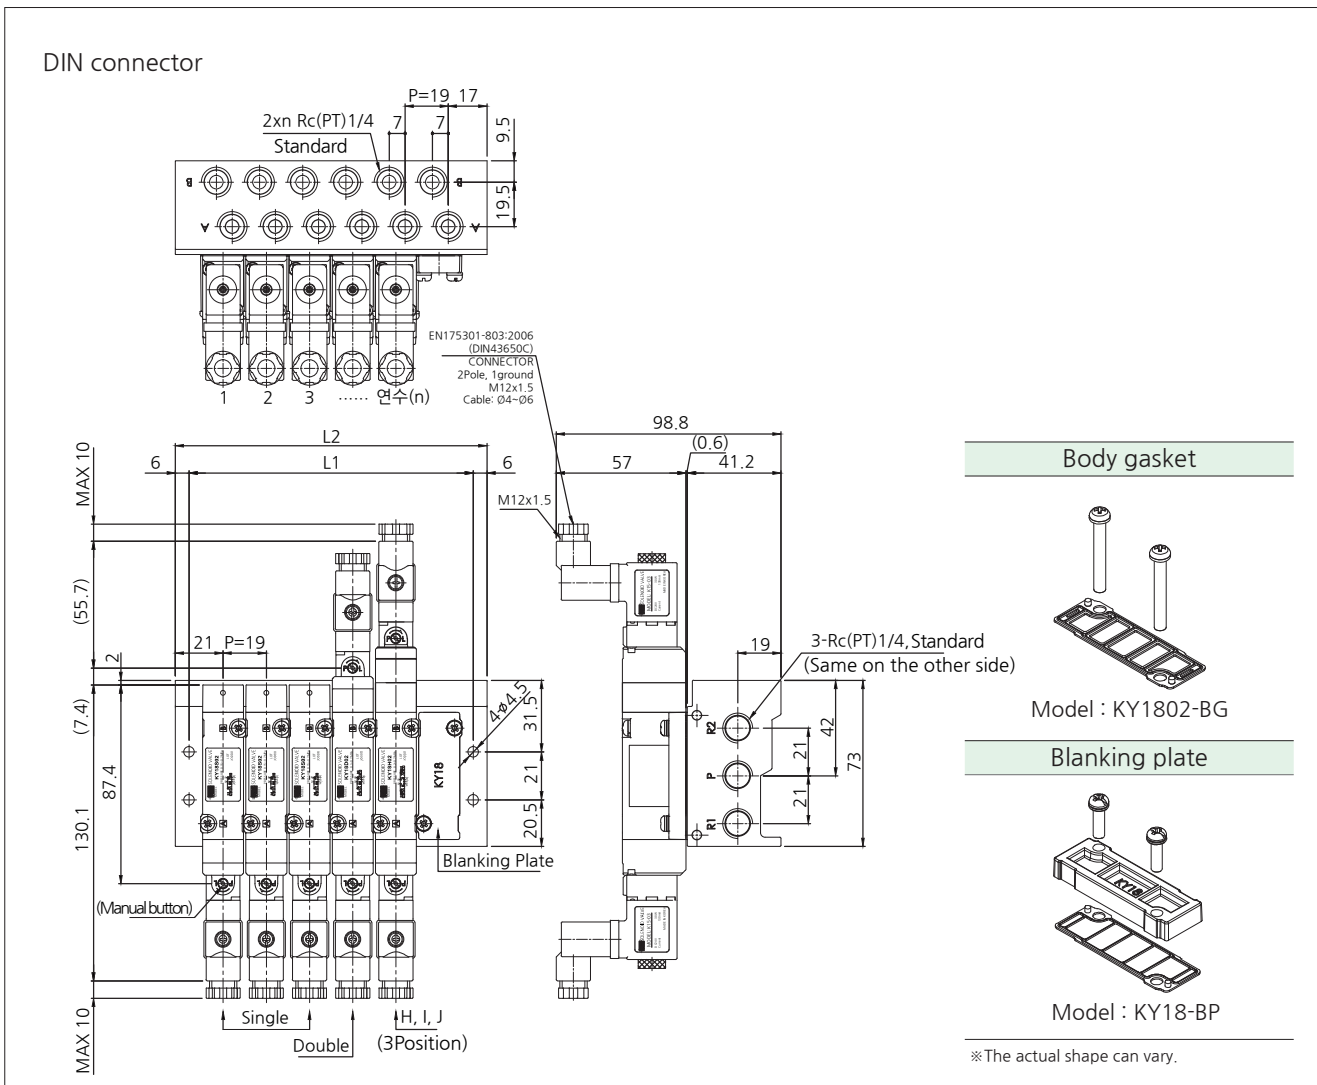 DIN connector
P=19
17
2xn Rc(PT)1/4
Standard
7
7
9.5
19.5
B
B
A
A
EN175301-803:2006
(DIN43650C)
CONNECTOR
2Pole, 1ground
M12x1.5
Cable: Ø4~Ø6
1
2
3
······
연수(n)
L2
6
L1
6
MAX 10
(55.7)
2
(7.4)
87.4
130.1
MAX 10
21
P=19
4-ø4.5
31.5
21
20.5
KY18
Blanking Plate
(Manual button)
Single
Double
H, I, J
(3Position)
98.8
(0.6)
57
41.2
M12x1.5
19
3-Rc(PT)1/4, Standard
(Same on the other side)
R2
P
R1
21
21
42
73
Body gasket
Model : KY1802-BG
Blanking plate
KY18
Model : KY18-BP
※The actual shape can vary.